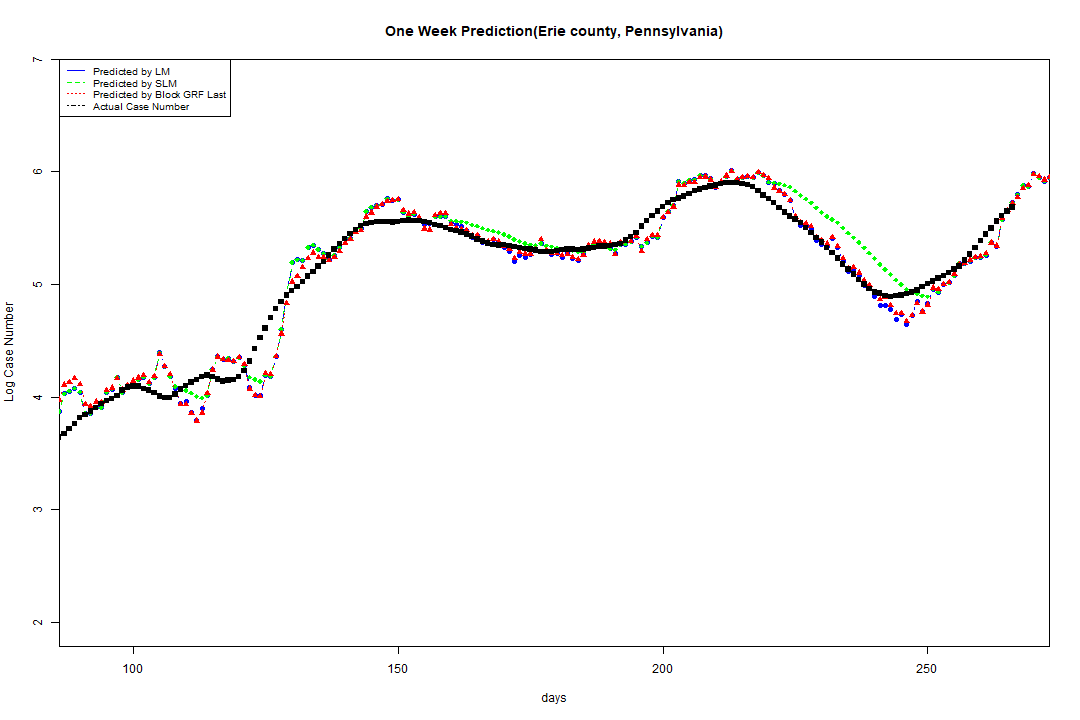 One Week Prediction(Erie county, Pennsylvania)
Predicted by LM
Predicted by SLM
Predicted by Block GRF Last
Actual Case Number
Log Case Number
7
6
5
4
3
2
100 150 200 250
days